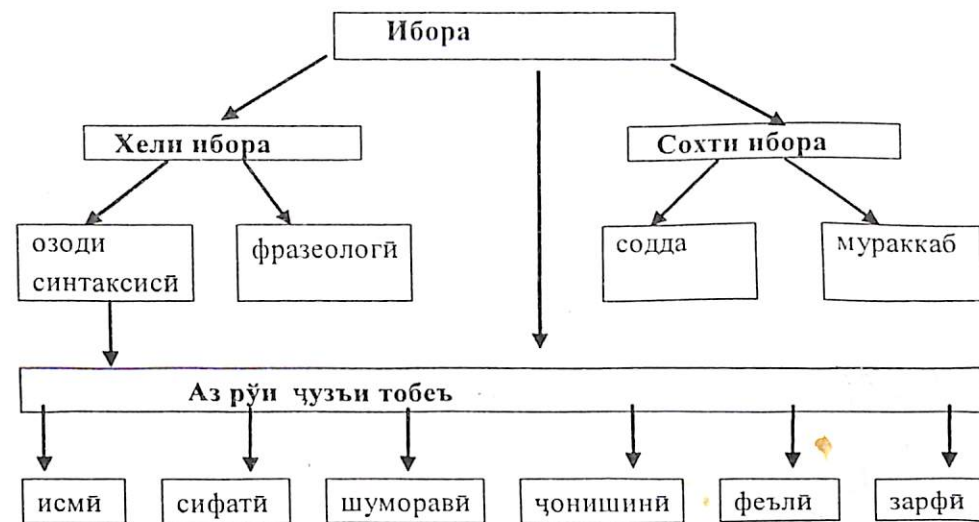 Ибора
Хели ибора
Сохти ибора
озоди
синтаксисӣ
фразеологӣ
содда
мураккаб
Аз рӯи ҷузъи тобеъ
исмӣ
сифатӣ
шуморавӣ
ҷонишинӣ
феълӣ
зарфӣ